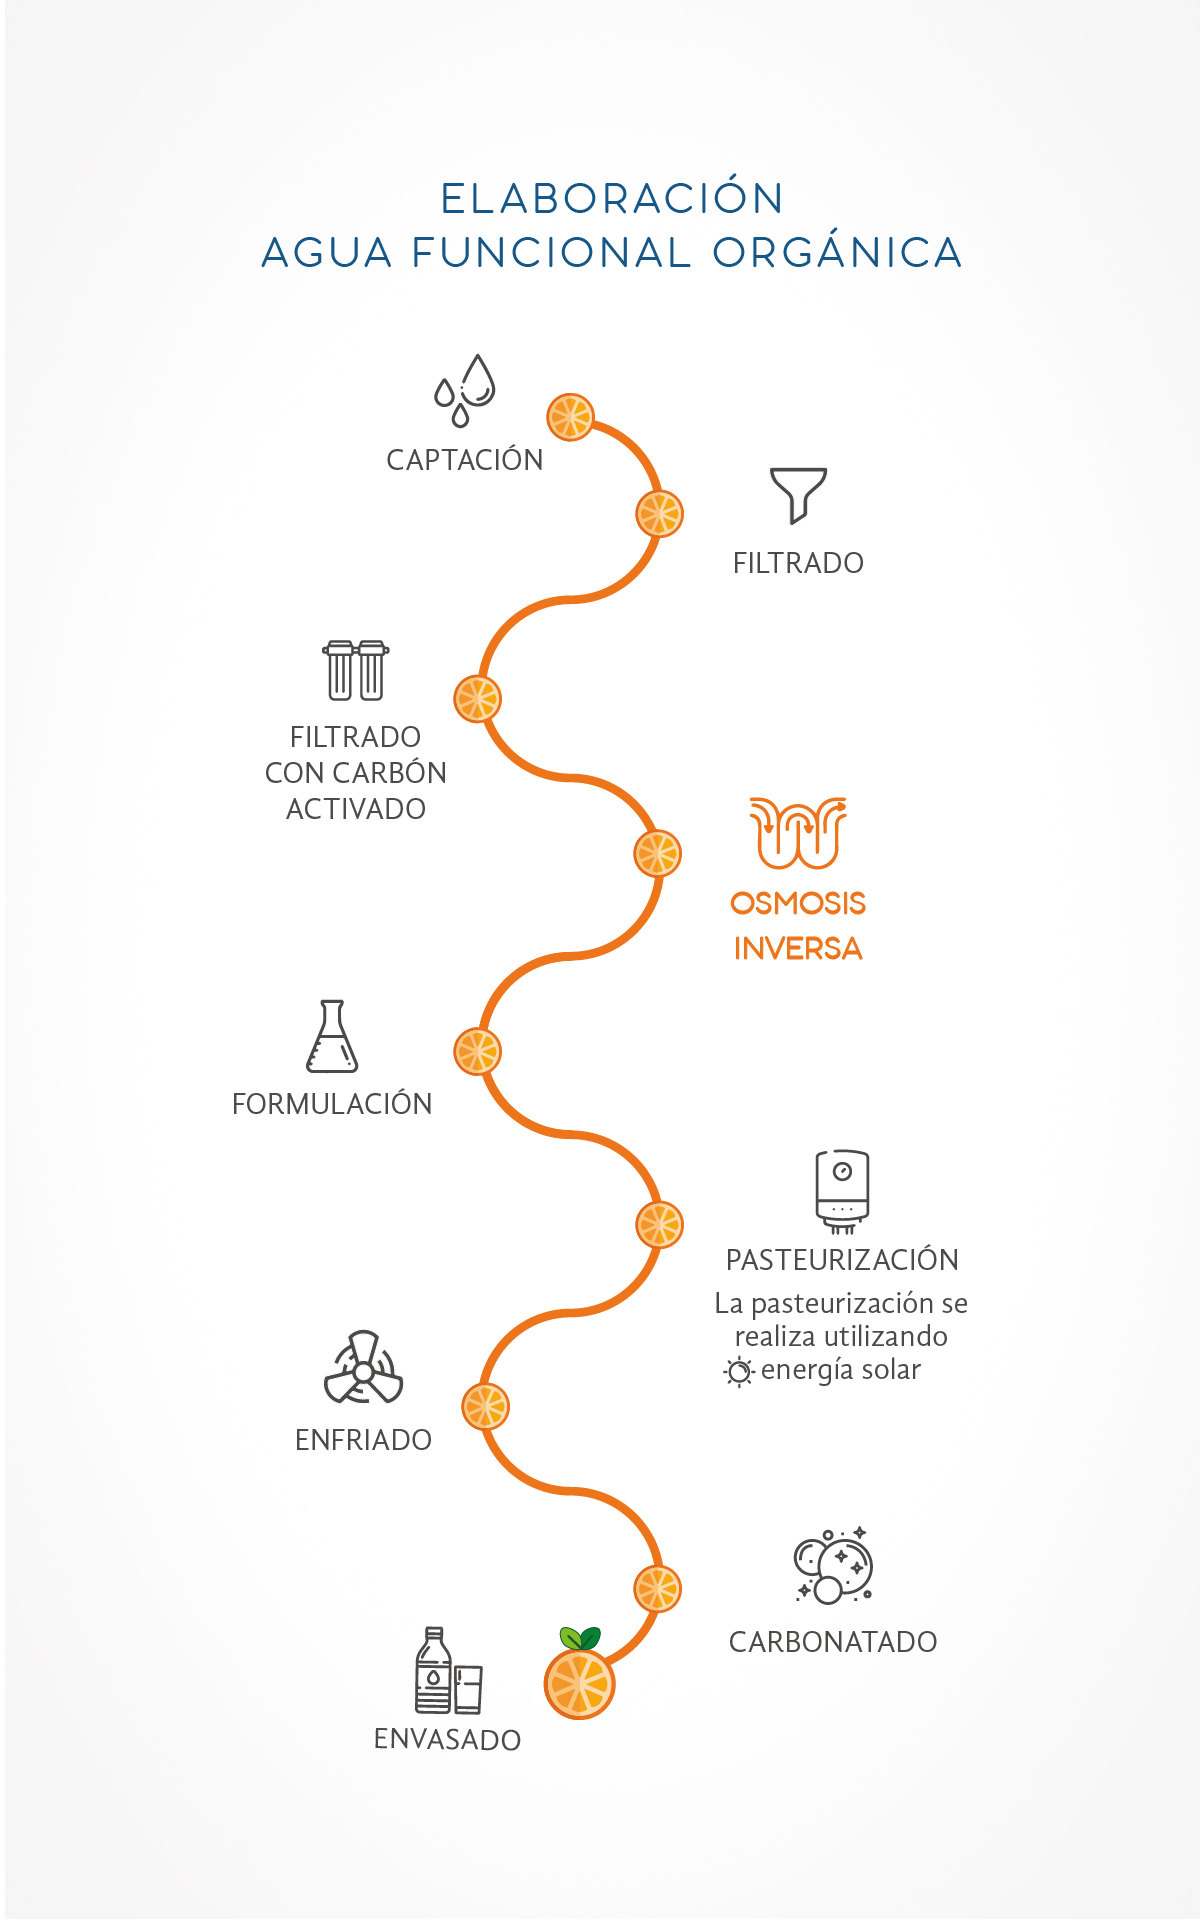 ELABORACIÓN
AGUA FUNCIONAL ORGÁNICA
CAPTACIÓN
FILTRADO
FILTRADO
CON CARBÓN
ACTIVADO
OSMOSIS
INVERSA
FORMULACIÓN
PASTEURIZACIÓN
La pasteurización se
realiza utilizando
energía solar
ENFRIADO
CARBONATADO
ENVASADO